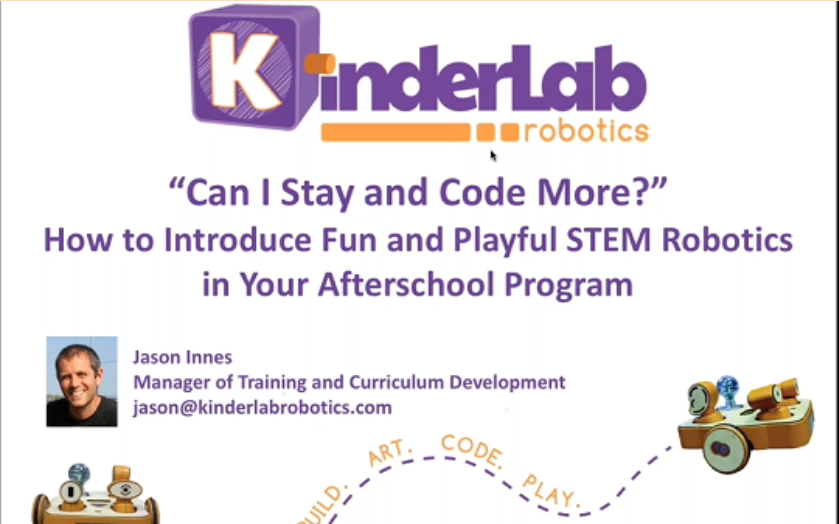 KinderLab
robotics
“Can I Stay and Code More?”
How to Introduce Fun and Playful STEM Robotics
in Your Afterschool Program
Jason Innes
Manager of Training and Curriculum Development
jason@kinderlabrobotics.com
UILD. ART. CODE. PLAY.